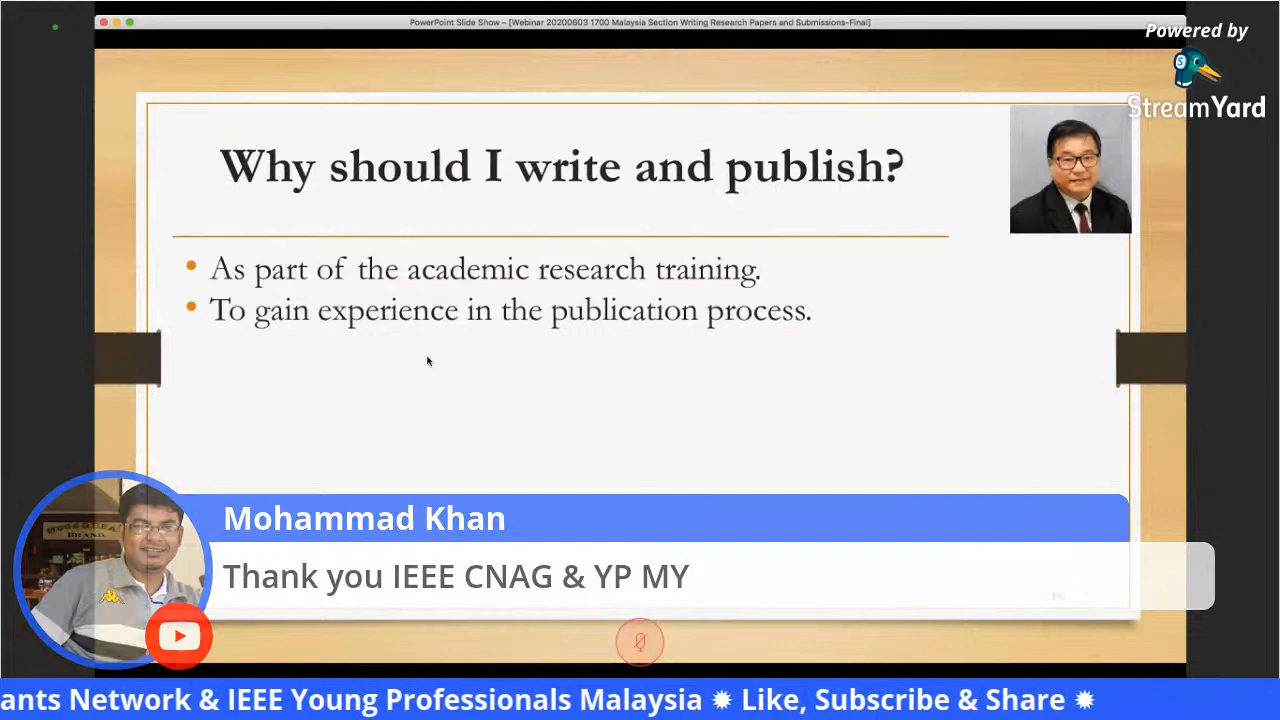 PowerPoint Slide Show – [Webinar 20200603 1700 Malaysia Section Writing Research Papers and Submissions-Final]
Powered by
StreamYard
Why should I write and publish?
• As part of the academic research training.
• To gain experience in the publication process.
BRAND.
Mohammad Khan
Thank you IEEE CNAG & YP MY
ants Network & IEEE Young Professionals Malaysia ✹ Like, Subscribe & Share ✹